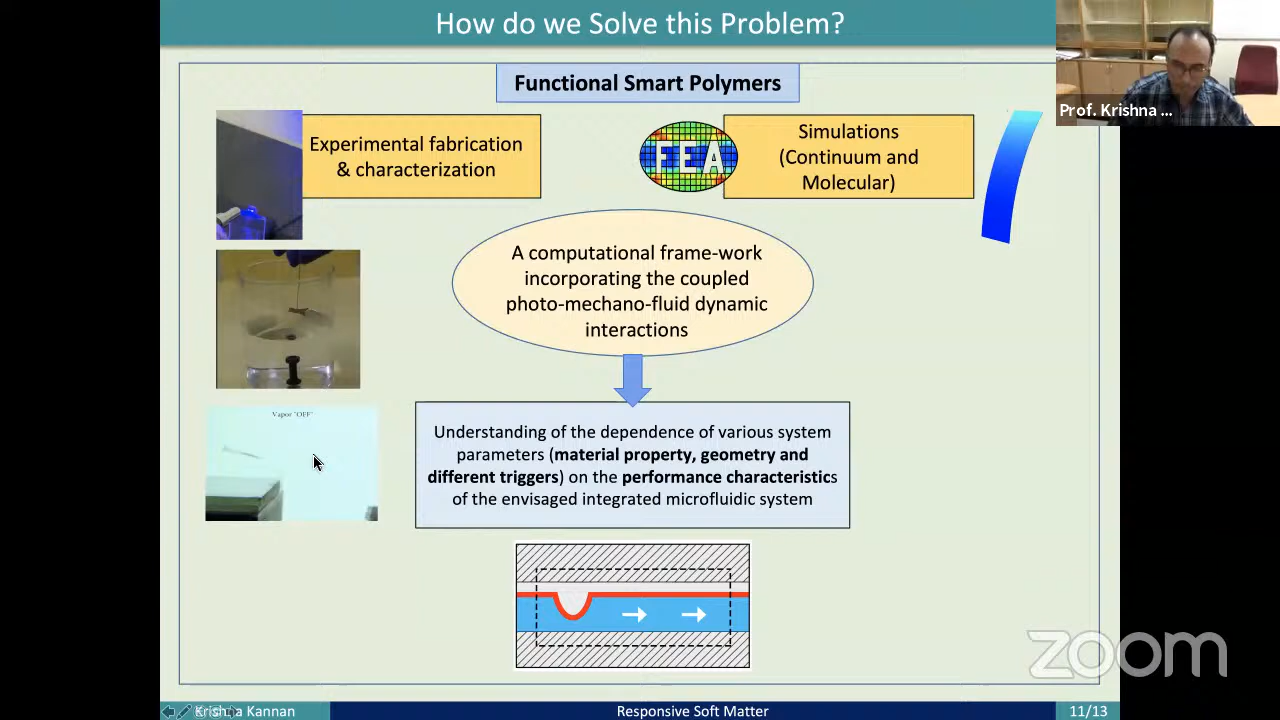 How do we Solve this Problem?
Prof. Krishna ...
Functional Smart Polymers
Experimental fabrication
& characterization
FEA
Simulations
(Continuum and
Molecular)
A computational frame-work
incorporating the coupled
photo-mechano-fluid dynamic
interactions
Vapor "OFF"
Understanding of the dependence of various system
parameters (material property, geometry and
different triggers) on the performance characteristics
of the envisaged integrated microfluidic system
zoom
Krishna Kannan
Responsive Soft Matter
11/13